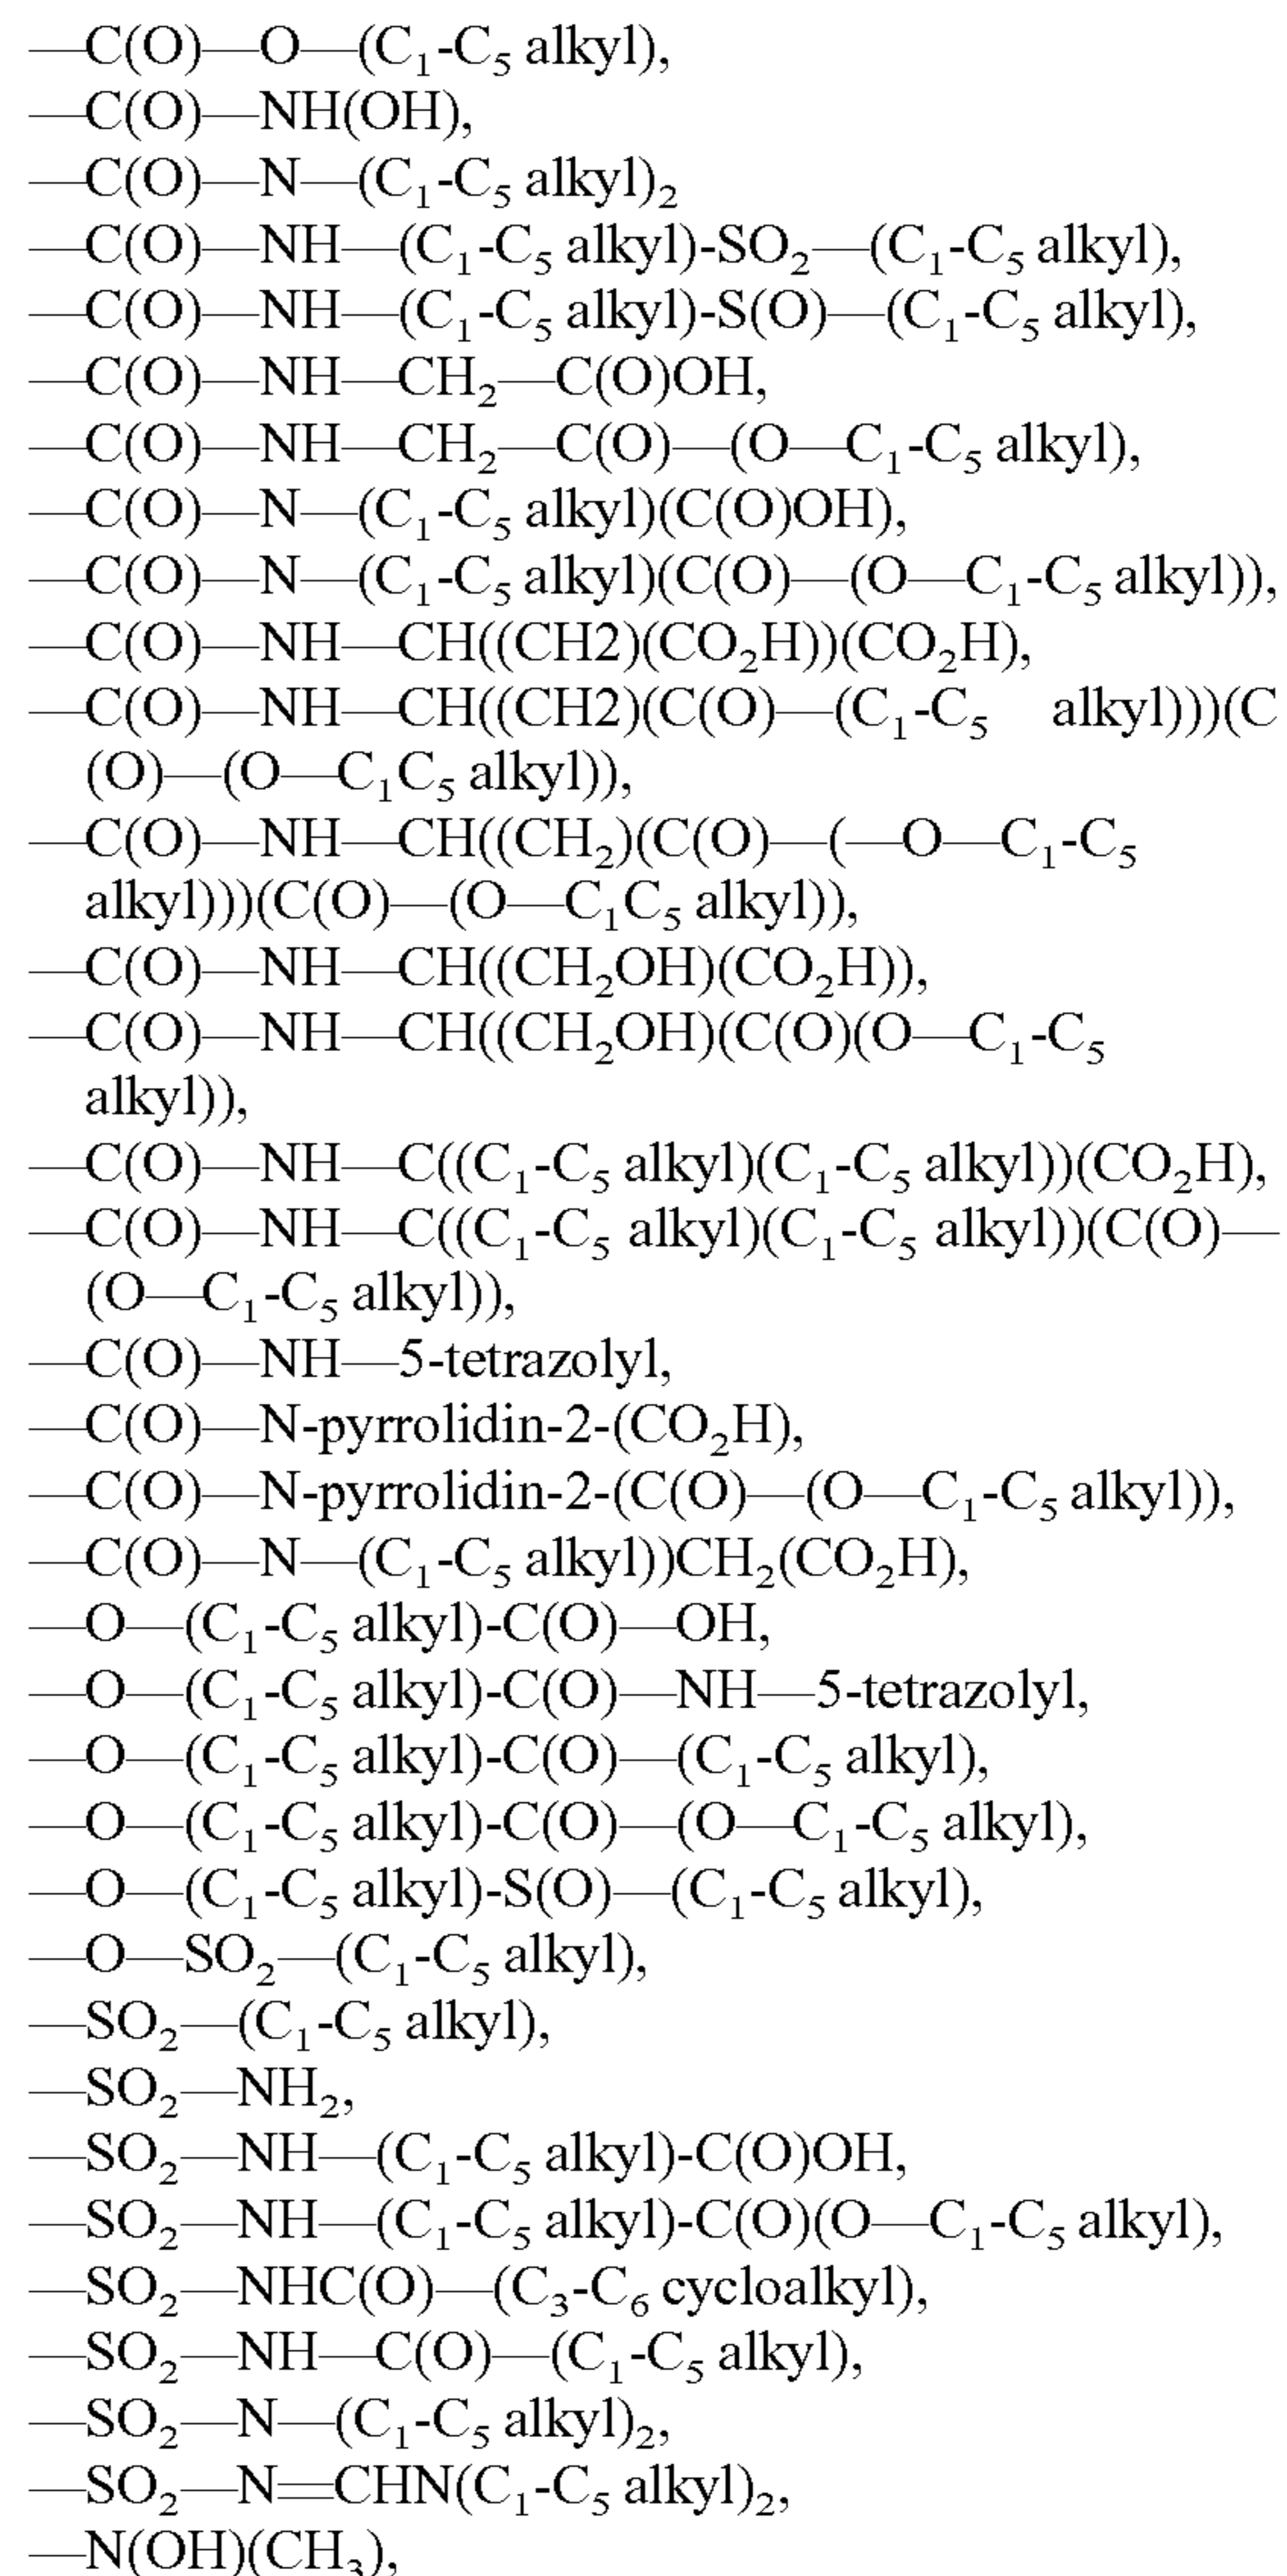 —C(O)—O—(C₁-C₅ alkyl),
—C(O)—NH(OH),
—C(O)—N—(C₁-C₅ alkyl)₂
—C(O)—NH—(C₁-C₅ alkyl)-SO₂—(C₁-C₅ alkyl),
—C(O)—NH—(C₁-C₅ alkyl)-S(O)—(C₁-C₅ alkyl),
—C(O)—NH—CH₂—C(O)OH,
—C(O)—NH—CH₂—C(O)—(O—C₁-C₅ alkyl),
—C(O)—N—(C₁-C₅ alkyl)(C(O)OH),
—C(O)—N—(C₁-C₅ alkyl)(C(O)—(O—C₁-C₅ alkyl)),
—C(O)—NH—CH((CH2)(CO₂H))(CO₂H),
—C(O)—NH—CH((CH2)(C(O)—(C₁-C₅ alkyl)))(C
(O)—(O—C₁C₅ alkyl)),
—C(O)—NH—CH((CH₂)(C(O)—(—O—C₁-C₅
alkyl)))(C(O)—(O—C₁C₅ alkyl)),
—C(O)—NH—CH((CH₂OH)(CO₂H)),
—C(O)—NH—CH((CH₂OH)(C(O)(O—C₁-C₅
alkyl)),
—C(O)—NH—C((C₁-C₅ alkyl)(C₁-C₅ alkyl))(CO₂H),
—C(O)—NH—C((C₁-C₅ alkyl)(C₁-C₅ alkyl))(C(O)—
(O—C₁-C₅ alkyl)),
—C(O)—NH—5-tetrazolyl,
—C(O)—N-pyrrolidin-2-(CO₂H),
—C(O)—N-pyrrolidin-2-(C(O)—(O—C₁-C₅ alkyl)),
—C(O)—N—(C₁-C₅ alkyl))CH₂(CO₂H),
—O—(C₁-C₅ alkyl)-C(O)—OH,
—O—(C₁-C₅ alkyl)-C(O)—NH—5-tetrazolyl,
—O—(C₁-C₅ alkyl)-C(O)—(C₁-C₅ alkyl),
—O—(C₁-C₅ alkyl)-C(O)—(O—C₁-C₅ alkyl),
—O—(C₁-C₅ alkyl)-S(O)—(C₁-C₅ alkyl),
—O—SO₂—(C₁-C₅ alkyl),
—SO₂—(C₁-C₅ alkyl),
—SO₂—NH₂,
—SO₂—NH—(C₁-C₅ alkyl)-C(O)OH,
—SO₂—NH—(C₁-C₅ alkyl)-C(O)(O—C₁-C₅ alkyl),
—SO₂—NHC(O)—(C₃-C₆ cycloalkyl),
—SO₂—NH—C(O)—(C₁-C₅ alkyl),
—SO₂—N—(C₁-C₅ alkyl)₂,
—SO₂—N═CHN(C₁-C₅ alkyl)₂,
—N(OH)(CH₃),